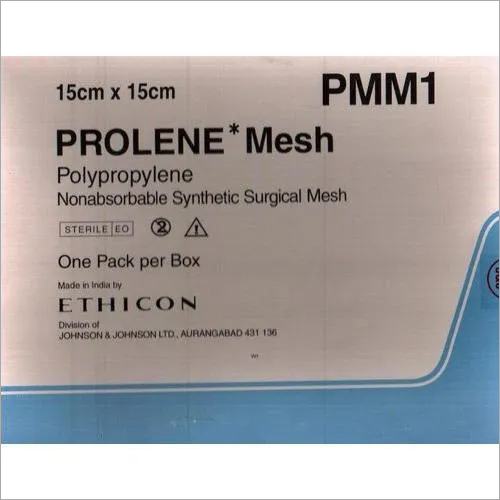 15cm x 15cm
PMM1
PROLENE* Mesh
Polypropylene
Nonabsorbable Synthetic Surgical Mesh
STERILE EO 2 !
One Pack per Box
Made in India by
ETHICON
Division of
JOHNSON & JOHNSON LTD., AURANGABAD 431 136